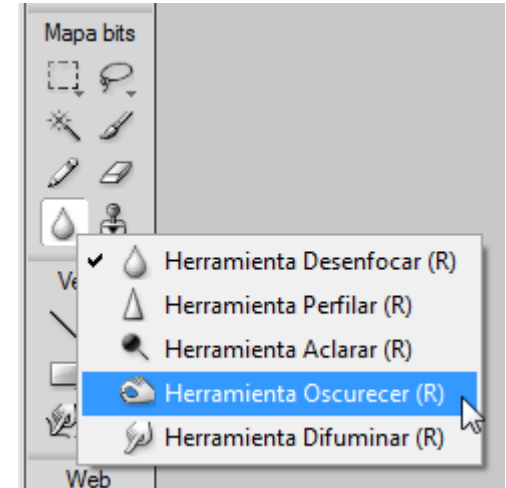 Mapa bits
Herramienta Desenfocar (R)
Herramienta Perfilar (R)
Herramienta Aclarar (R)
Herramienta Oscurecer (R)
Herramienta Difuminar (R)
Web